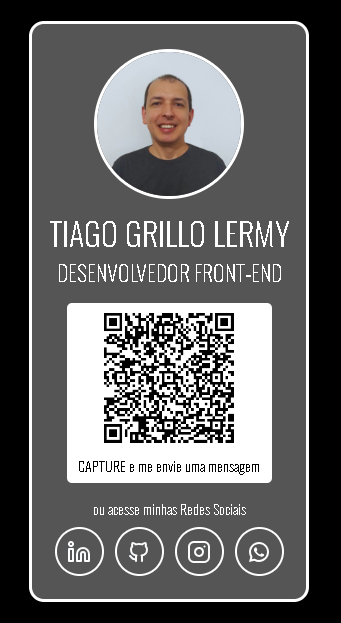 TIAGO GRILLO LERMY
DESENVOLVEDOR FRONT-END
CAPTURE e me envie uma mensagem
ou acesse minhas Redes Sociais